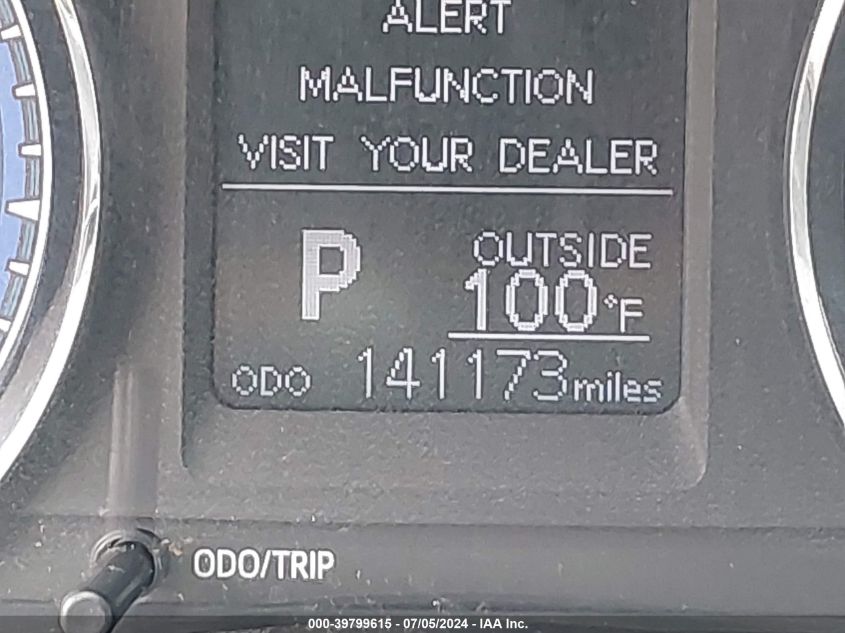 ALERT
MALFUNCTION
VISIT YOUR DEALER
P
OUTSIDE
100°F
ODO 141173 miles
ODO/TRIP
000-39799615 - 07/05/2024 - IAA Inc.